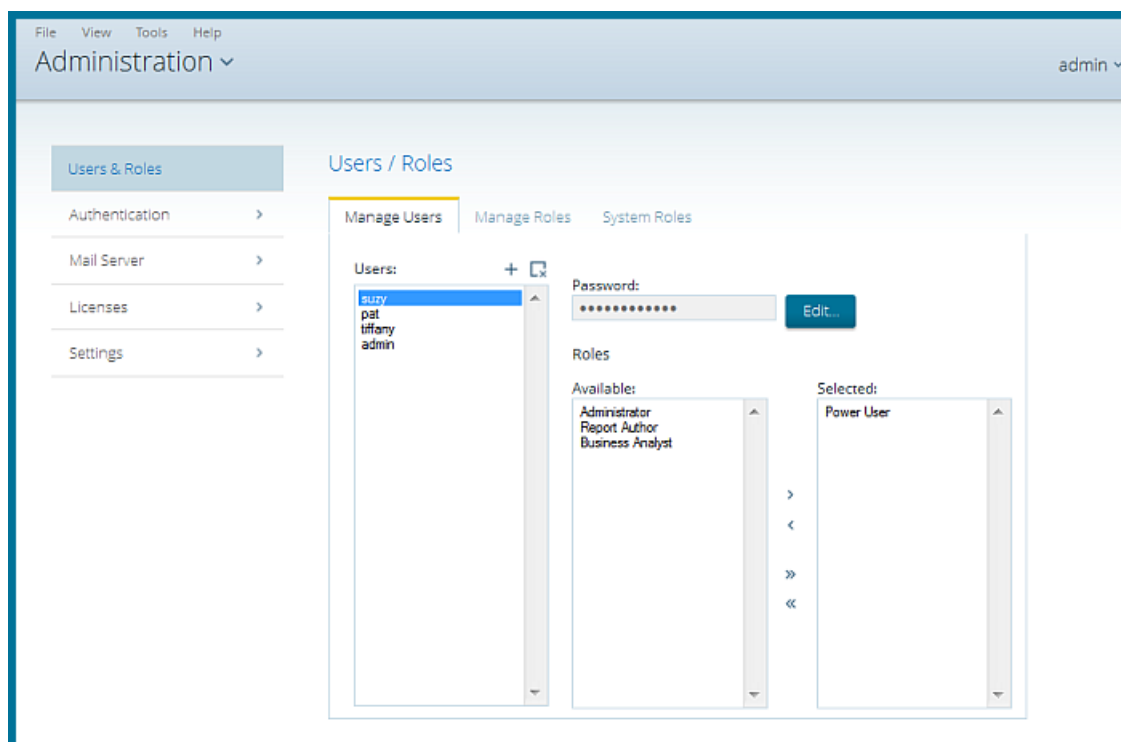 File View Tools Help
Administration
admin
Users & Roles
Authentication
Mail Server
Licenses
Settings
Users / Roles
Manage Users Manage Roles System Roles
Users:
suzy
pat
tiffany
admin
Password:
••••••••••••
Edit...
Roles
Available:
Administrator
Report Author
Business Analyst
Selected:
Power User